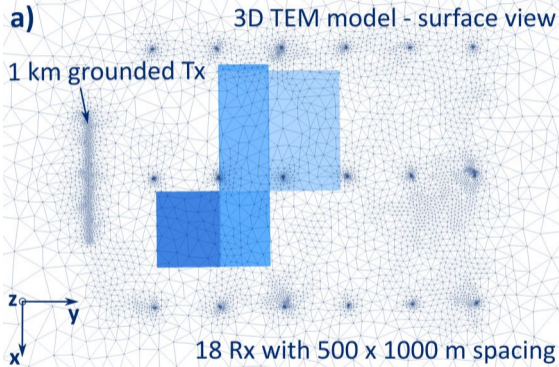 a)
3D TEM model - surface view
1 km grounded Tx
z
y
x
18 Rx with 500 x 1000 m spacing